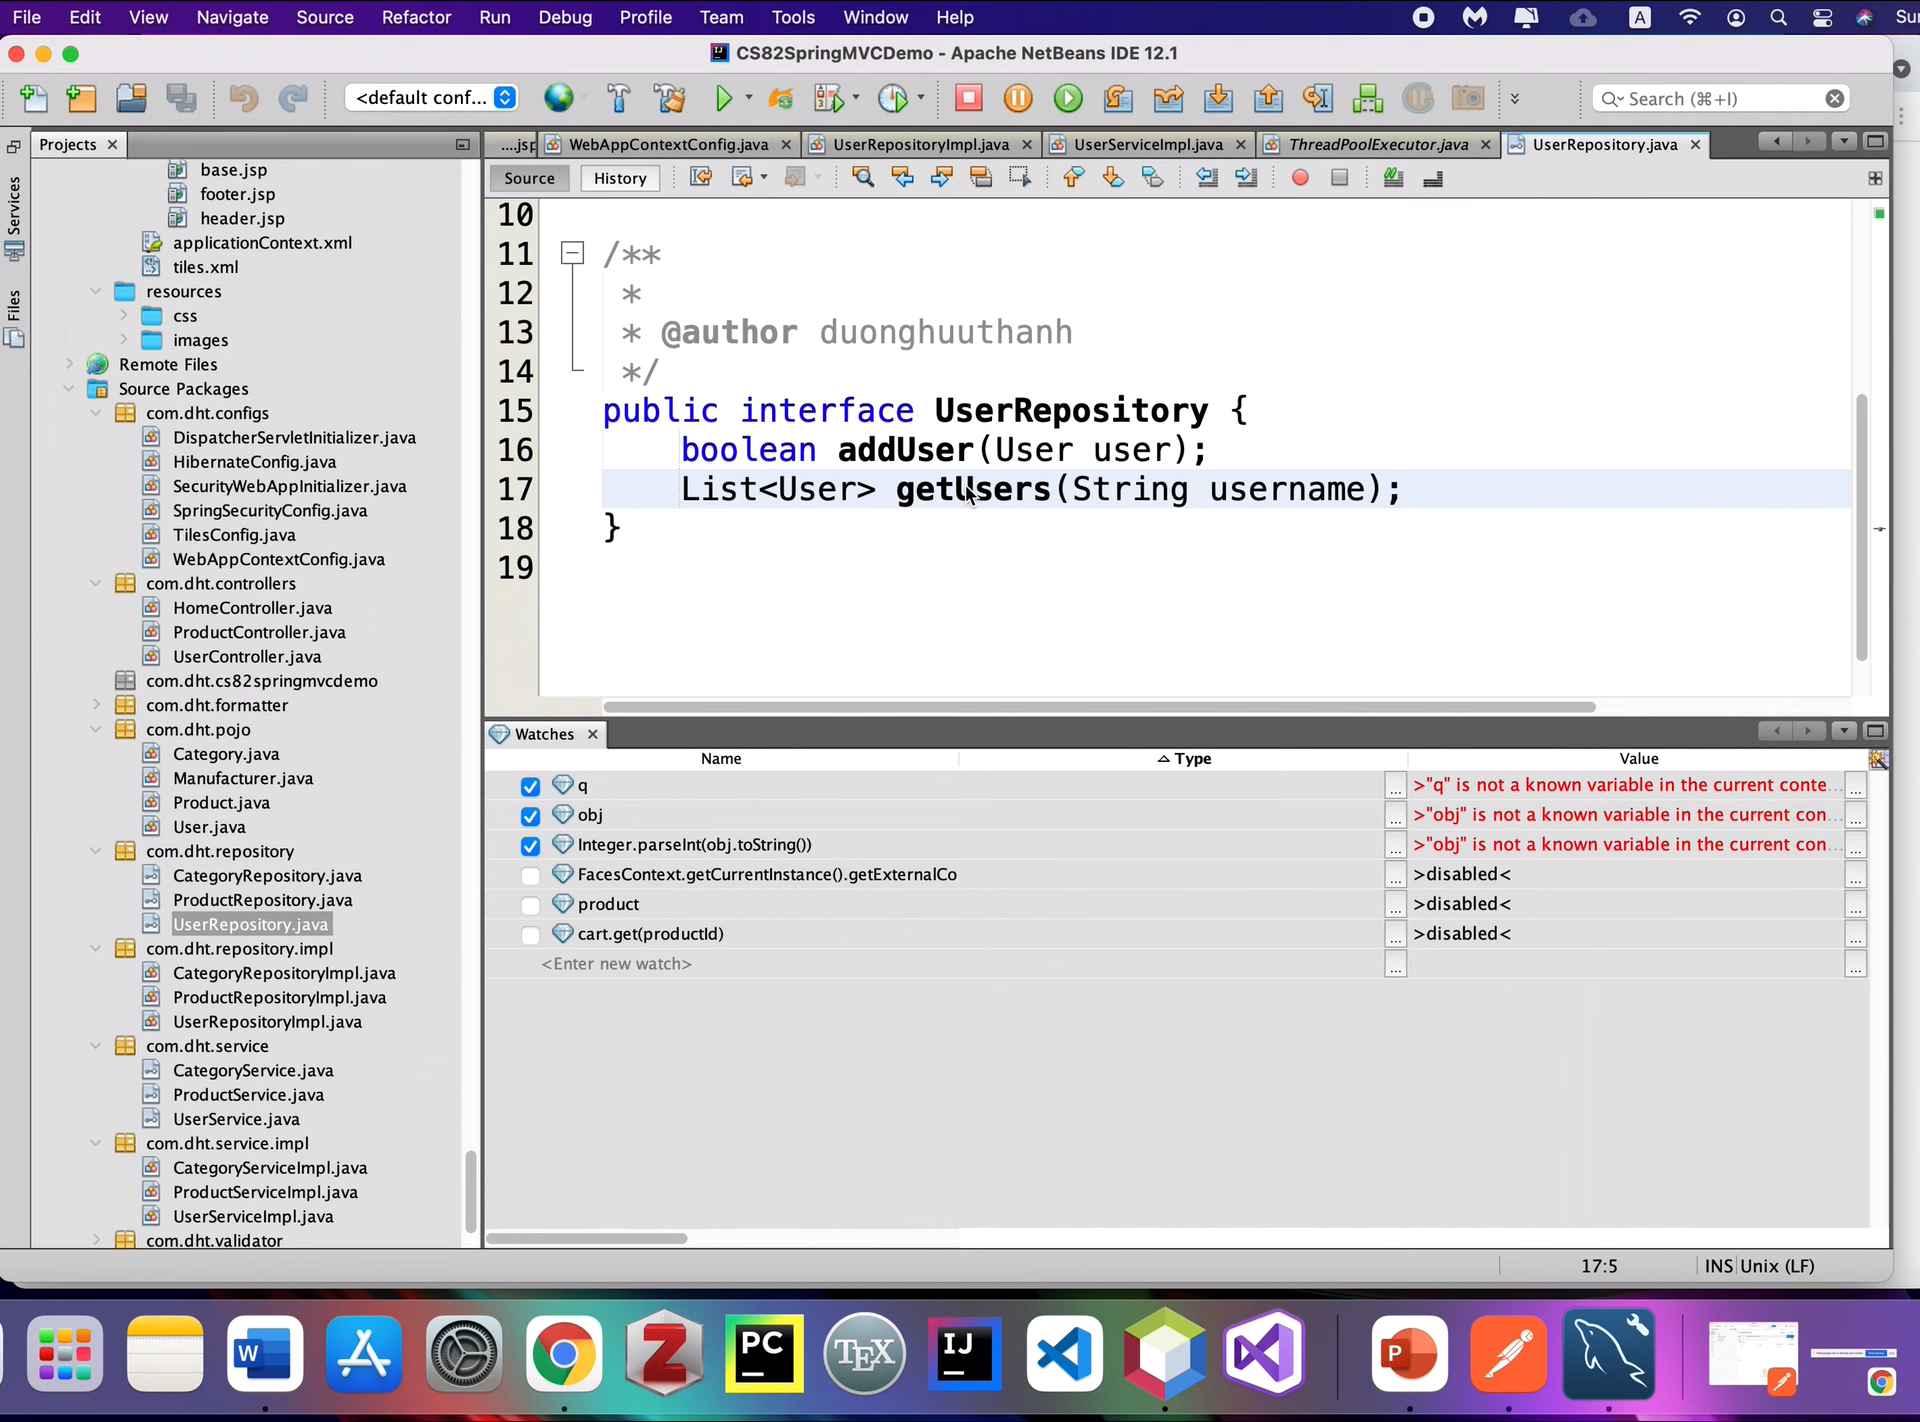 File Edit View Navigate Source Refactor Run Debug Profile Team Tools Window Help A
CS82SpringMVCDemo - Apache NetBeans IDE 12.1
<default conf... Search (⌘+I)
Projects
....jsp WebAppContextConfig.java UserRepositoryImpl.java UserServiceImpl.java ThreadPoolExecutor.java UserRepository.java
Source History
Services
Files
base.jsp
footer.jsp
header.jsp
applicationContext.xml
tiles.xml
resources
css
images
Remote Files
Source Packages
com.dht.configs
DispatcherServletInitializer.java
HibernateConfig.java
SecurityWebAppInitializer.java
SpringSecurityConfig.java
TilesConfig.java
WebAppContextConfig.java
com.dht.controllers
HomeController.java
ProductController.java
UserController.java
com.dht.cs82springmvcdemo
com.dht.formatter
com.dht.pojo
Category.java
Manufacturer.java
Product.java
User.java
com.dht.repository
CategoryRepository.java
ProductRepository.java
UserRepository.java
com.dht.repository.impl
CategoryRepositoryImpl.java
ProductRepositoryImpl.java
UserRepositoryImpl.java
com.dht.service
CategoryService.java
ProductService.java
UserService.java
com.dht.service.impl
CategoryServiceImpl.java
ProductServiceImpl.java
UserServiceImpl.java
com.dht.validator
10
11 /**
12 *
13 * @author duonghuuthanh
14 */
15 public interface UserRepository {
16 boolean addUser(User user);
17 List<User> getUsers(String username);
18 }
19
Watches
Name Type Value
q ... >"q" is not a known variable in the current conte... ...
obj ... >"obj" is not a known variable in the current con... ...
Integer.parseInt(obj.toString()) ... >"obj" is not a known variable in the current con... ...
FacesContext.getCurrentInstance().getExternalCo ... >disabled< ...
product ... >disabled< ...
cart.get(productId) ... >disabled< ...
<Enter new watch> ... ...
17:5 INS Unix (LF)
W Z PC TEX IJ P